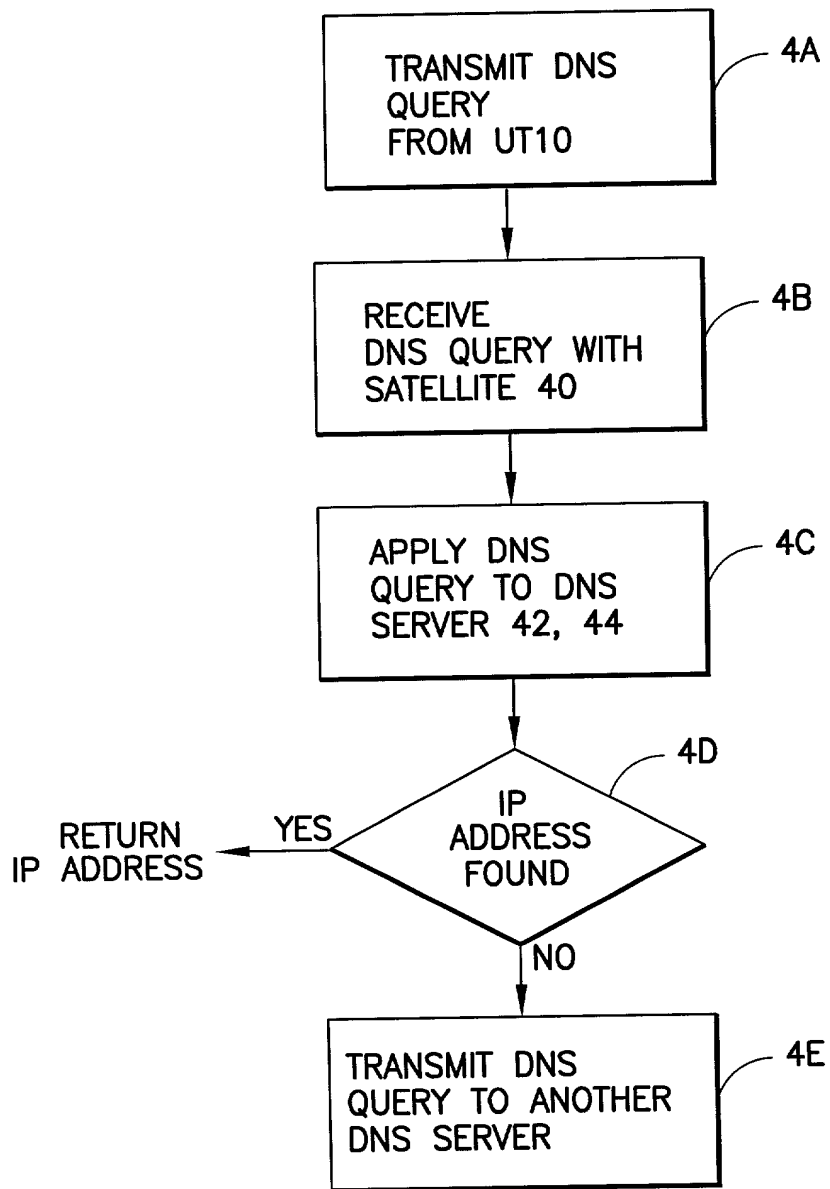 TRANSMIT DNS
QUERY
FROM UT10
4A
RECEIVE
DNS QUERY WITH
SATELLITE 40
4B
APPLY DNS
QUERY TO DNS
SERVER 42, 44
4C
IP
ADDRESS
FOUND
4D
YES
RETURN
IP ADDRESS
NO
TRANSMIT DNS
QUERY TO ANOTHER
DNS SERVER
4E